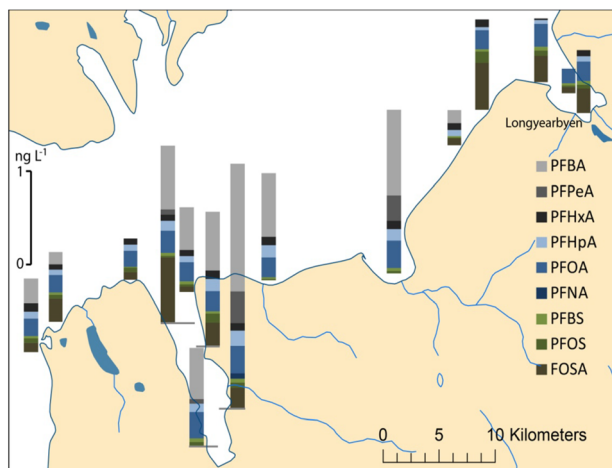 Longyearbyen
ng L-1
1
0
PFBA
PFPeA
PFHxA
PFHpA
PFOA
PFNA
PFBS
PFOS
FOSA
0 5 10 Kilometers